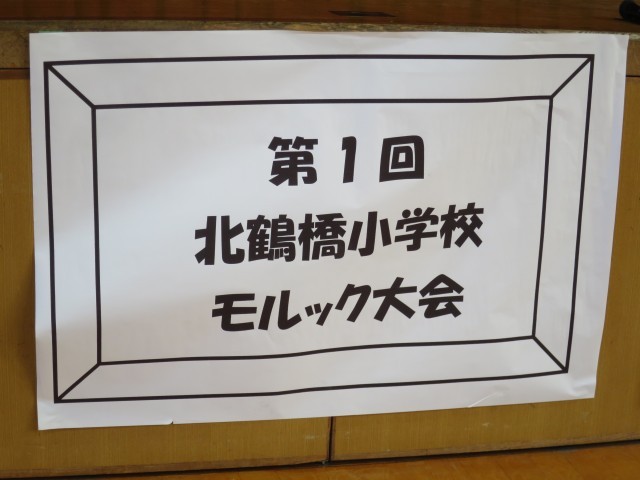 第1回
北鶴橋小学校
モルック大会